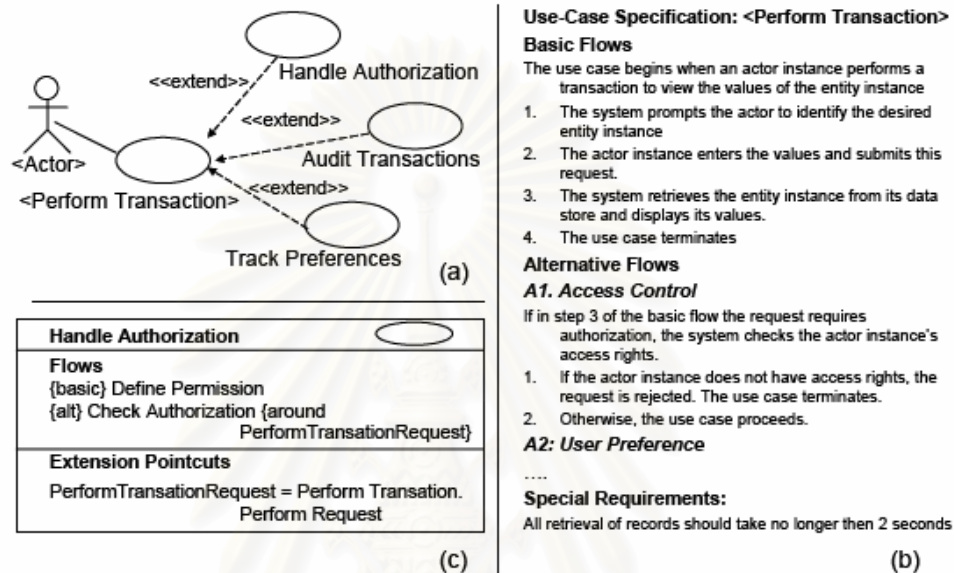 <<extend>>
Handle Authorization
<<extend>>
<Actor>
Audit Transactions
<<extend>>
<Perform Transaction>
Track Preferences
(a)
Handle Authorization
Flows
{basic} Define Permission
{alt} Check Authorization {around
PerformTransationRequest}
Extension Pointcuts
PerformTransationRequest = Perform Transation.
Perform Request
(c)
Use-Case Specification: <Perform Transaction>
Basic Flows
The use case begins when an actor instance performs a
transaction to view the values of the entity instance
1. The system prompts the actor to identify the desired
entity instance
2. The actor instance enters the values and submits this
request.
3. The system retrieves the entity instance from its data
store and displays its values.
4. The use case terminates
Alternative Flows
A1. Access Control
If in step 3 of the basic flow the request requires
authorization, the system checks the actor instance's
access rights.
1. If the actor instance does not have access rights, the
request is rejected. The use case terminates.
2. Otherwise, the use case proceeds.
A2: User Preference
....
Special Requirements:
All retrieval of records should take no longer then 2 seconds
(b)